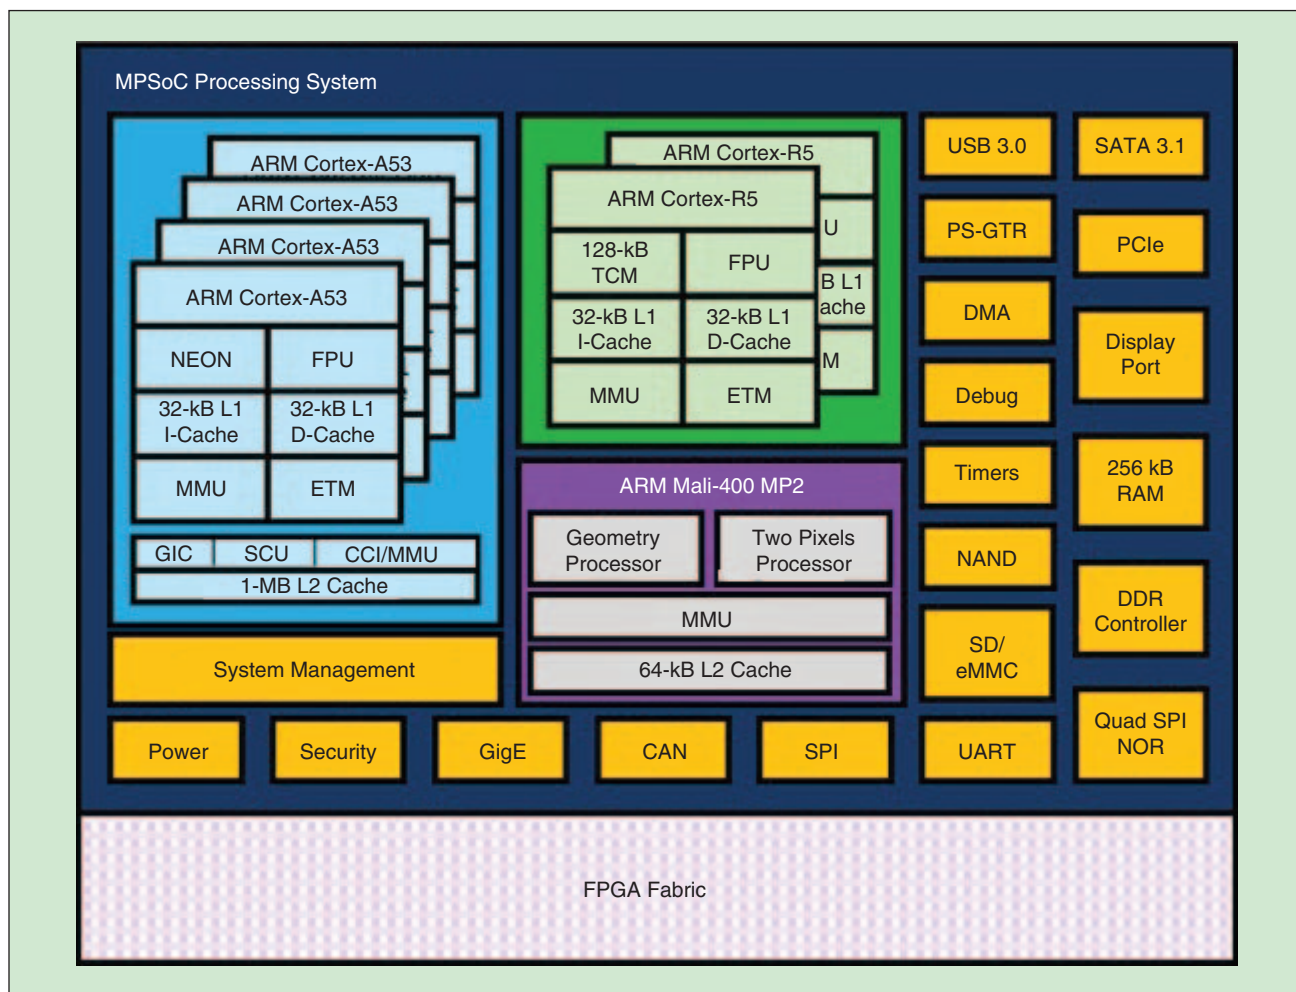 MPSoC Processing System
ARM Cortex-A53
ARM Cortex-A53
ARM Cortex-A53
ARM Cortex-A53
NEON
FPU
32-kB L1
I-Cache
32-kB L1
D-Cache
MMU
ETM
GIC
SCU
CCI/MMU
1-MB L2 Cache
System Management
ARM Cortex-R5
ARM Cortex-R5
128-kB
TCM
FPU
U
32-kB L1
I-Cache
32-kB L1
D-Cache
B L1
ache
MMU
ETM
M
ARM Mali-400 MP2
Geometry
Processor
Two Pixels
Processor
MMU
64-kB L2 Cache
USB 3.0
SATA 3.1
PS-GTR
PCIe
DMA
Display
Port
Debug
Timers
256 kB
RAM
NAND
DDR
Controller
SD/
eMMC
Quad SPI
NOR
Power
Security
GigE
CAN
SPI
UART
FPGA Fabric